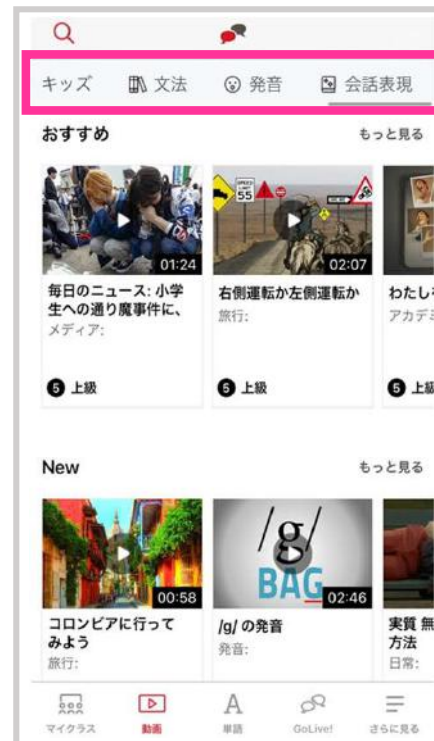 キッズ 文法 発音 会話表現
おすすめ もっと見る
SPEED LIMIT 55
01:24 02:07
毎日のニュース: 小学 右側運転か左側運転か わたし
生への通り魔事件に、 旅行: アカデ
メディア:
5 上級 5 上級 5 上
New もっと見る
/g/
BAG
00:58 02:46
コロンビアに行って /g/ の発音 実質 無
みよう 発音: 方法
旅行: 日常:
マイクラス 動画 単語 GoLive! さらに見る